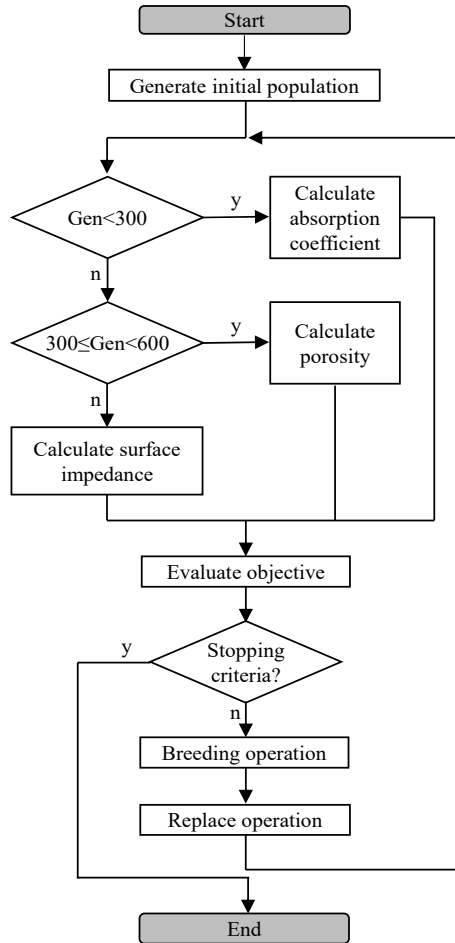 Start
Generate initial population
Gen<300
y
Calculate
absorption
coefficient
n
300≤Gen<600
y
Calculate
porosity
n
Calculate surface
impedance
Evaluate objective
y
Stopping
criteria?
n
Breeding operation
Replace operation
End